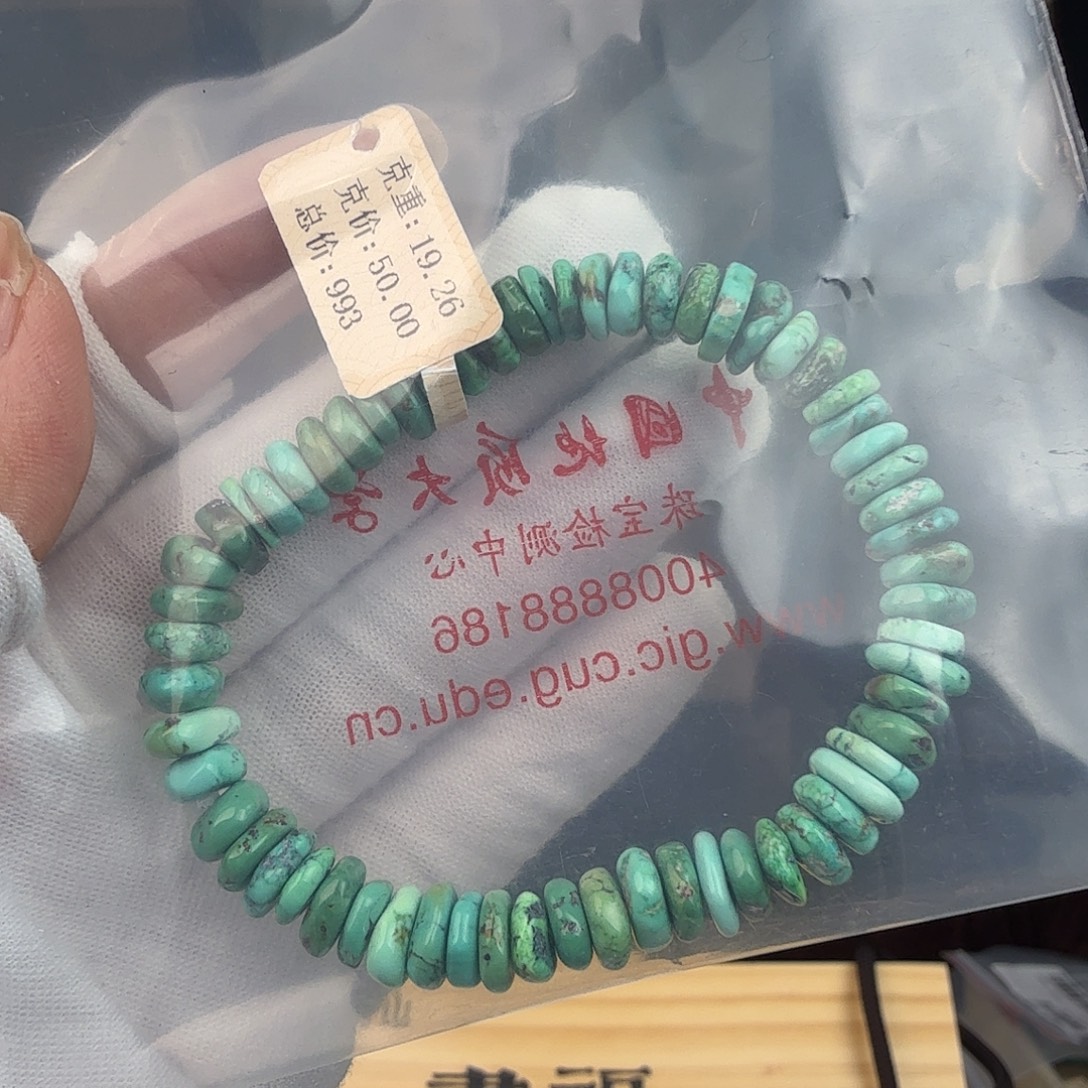 克重:19.26
克价:50.00
总价:993
中国地质大学
珠宝检测中心
4008888186
www.gic.cug.edu.cn